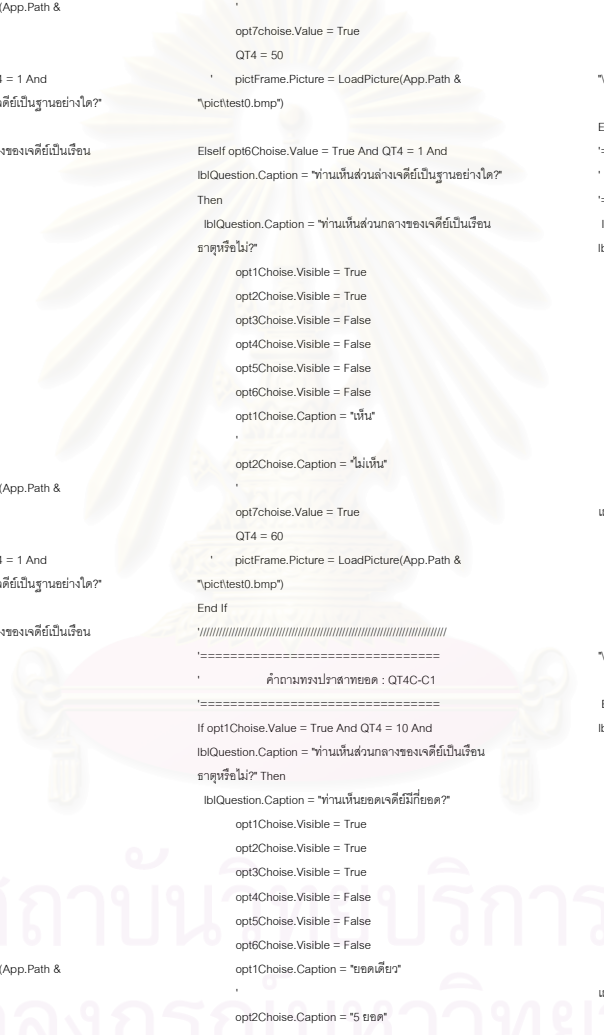 (App.Path &
4 = 1 And
จดีย์เป็นฐานอย่างใด?"
างของเจดีย์เป็นเรือน
(App.Path &
4 = 1 And
จดีย์เป็นฐานอย่างใด?"
างของเจดีย์เป็นเรือน
(App.Path &
'
opt7choise.Value = True
QT4 = 50
' pictFrame.Picture = LoadPicture(App.Path &
"\pict\test0.bmp")
ElseIf opt6Choise.Value = True And QT4 = 1 And
lblQuestion.Caption = "ท่านเห็นส่วนล่างเจดีย์เป็นฐานอย่างใด?"
Then
lblQuestion.Caption = "ท่านเห็นส่วนกลางของเจดีย์เป็นเรือน
ธาตุหรือไม่?"
opt1Choise.Visible = True
opt2Choise.Visible = True
opt3Choise.Visible = False
opt4Choise.Visible = False
opt5Choise.Visible = False
opt6Choise.Visible = False
opt1Choise.Caption = "เห็น"
'
opt2Choise.Caption = "ไม่เห็น"
'
opt7choise.Value = True
QT4 = 60
' pictFrame.Picture = LoadPicture(App.Path &
"\pict\test0.bmp")
End If
'////////////////////////////////////////////////////////////////////////////////
'================================
' คำถามทรงปราสาทยอด : QT4C-C1
'================================
If opt1Choise.Value = True And QT4 = 10 And
lblQuestion.Caption = "ท่านเห็นส่วนกลางของเจดีย์เป็นเรือน
ธาตุหรือไม่?" Then
lblQuestion.Caption = "ท่านเห็นยอดเจดีย์มีกี่ยอด?"
opt1Choise.Visible = True
opt2Choise.Visible = True
opt3Choise.Visible = True
opt4Choise.Visible = False
opt5Choise.Visible = False
opt6Choise.Visible = False
opt1Choise.Caption = "ยอดเดียว"
'
opt2Choise.Caption = "5 ยอด"